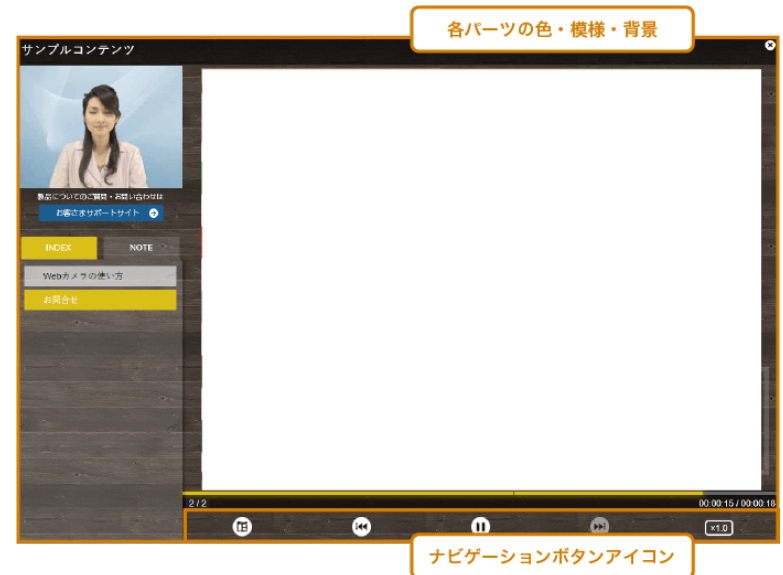 各パーツの色・模様・背景
サンプルコンテンツ
製品についてのご質問・お問い合わせは
お客さまサポートサイト
INDEX
NOTE
Webカメラの使い方
お問合せ
2 / 2
00:00:15 / 00:00:18
×1.0
ナビゲーションボタンアイコン